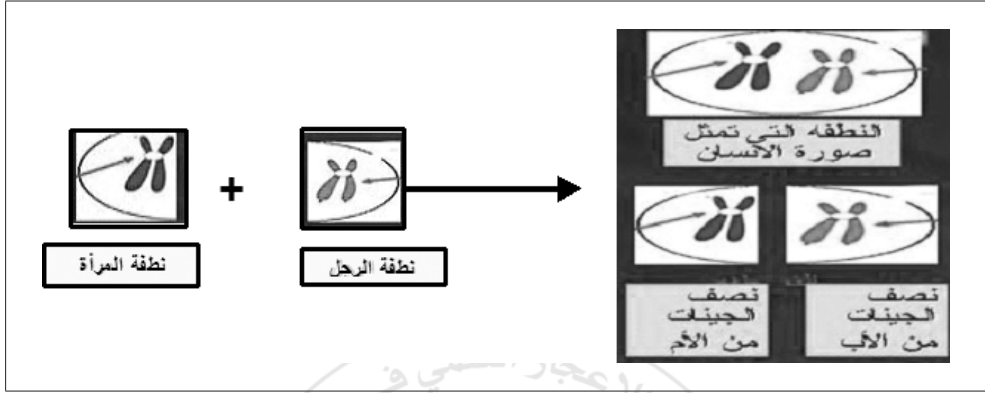 النطفه التي تمثل
صورة الانسان
+
نطفة المرأة
نطفة الرجل
نصف
الجينات
من الأم
نصف
الجينات
من الأب